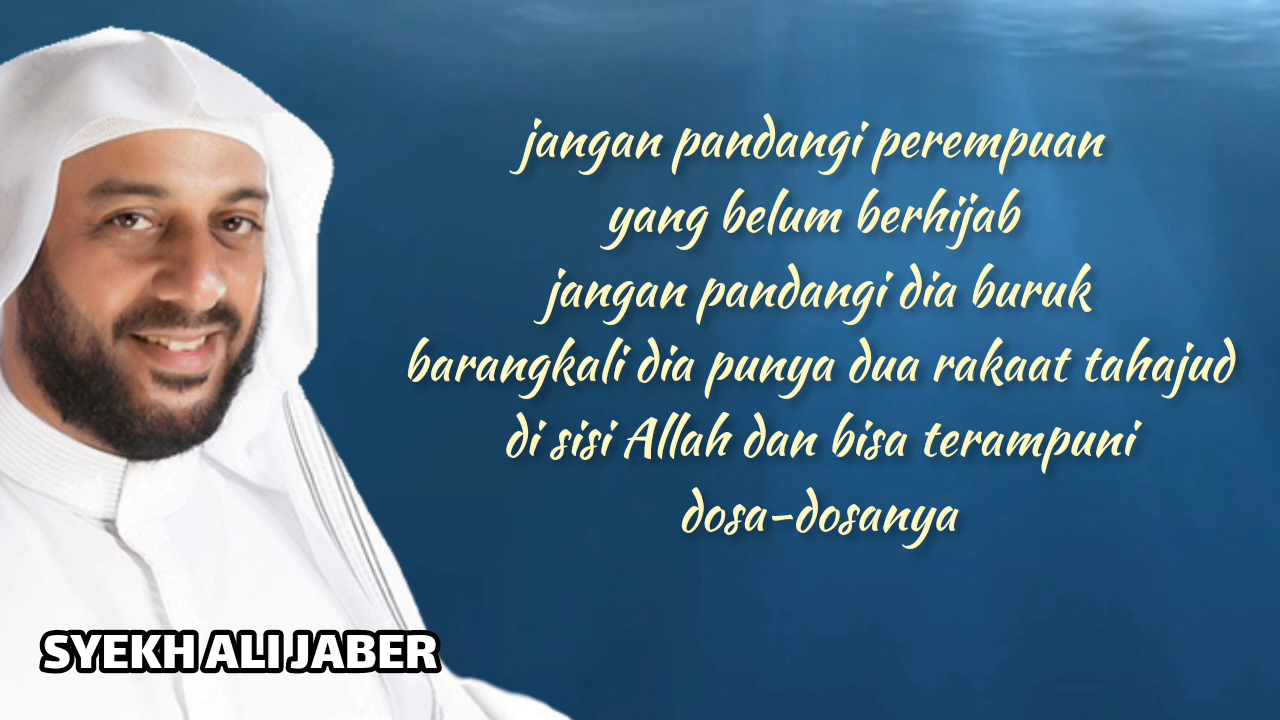 jangan pandangi perempuan
yang belum berhijab
jangan pandangi dia buruk
barangkali dia punya dua rakaat tahajud
di sisi Allah dan bisa terampuni
dosa-dosanya
SYEKH ALI JABER